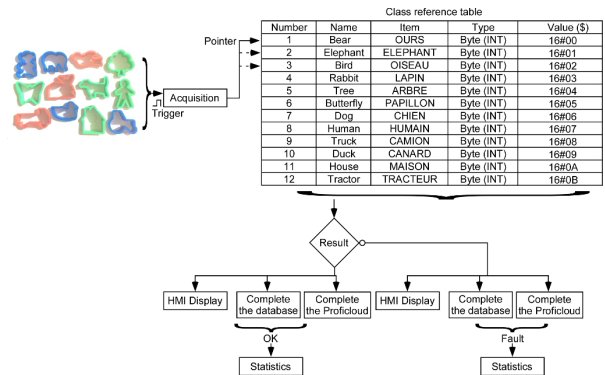 Class reference table
Number Name Item Type Value ($)
Pointer 1 Bear OURS Byte (INT) 16#00
2 Elephant ELEPHANT Byte (INT) 16#01
3 Bird OISEAU Byte (INT) 16#02
4 Rabbit LAPIN Byte (INT) 16#03
5 Tree ARBRE Byte (INT) 16#04
6 Butterfly PAPILLON Byte (INT) 16#05
7 Dog CHIEN Byte (INT) 16#06
8 Human HUMAIN Byte (INT) 16#07
9 Truck CAMION Byte (INT) 16#08
10 Duck CANARD Byte (INT) 16#09
11 House MAISON Byte (INT) 16#0A
12 Tractor TRACTEUR Byte (INT) 16#0B
Acquisition
Trigger
Result
HMI Display
Complete
the database
Complete
the Proficloud
HMI Display
Complete
the database
Complete
the Proficloud
OK
Fault
Statistics
Statistics